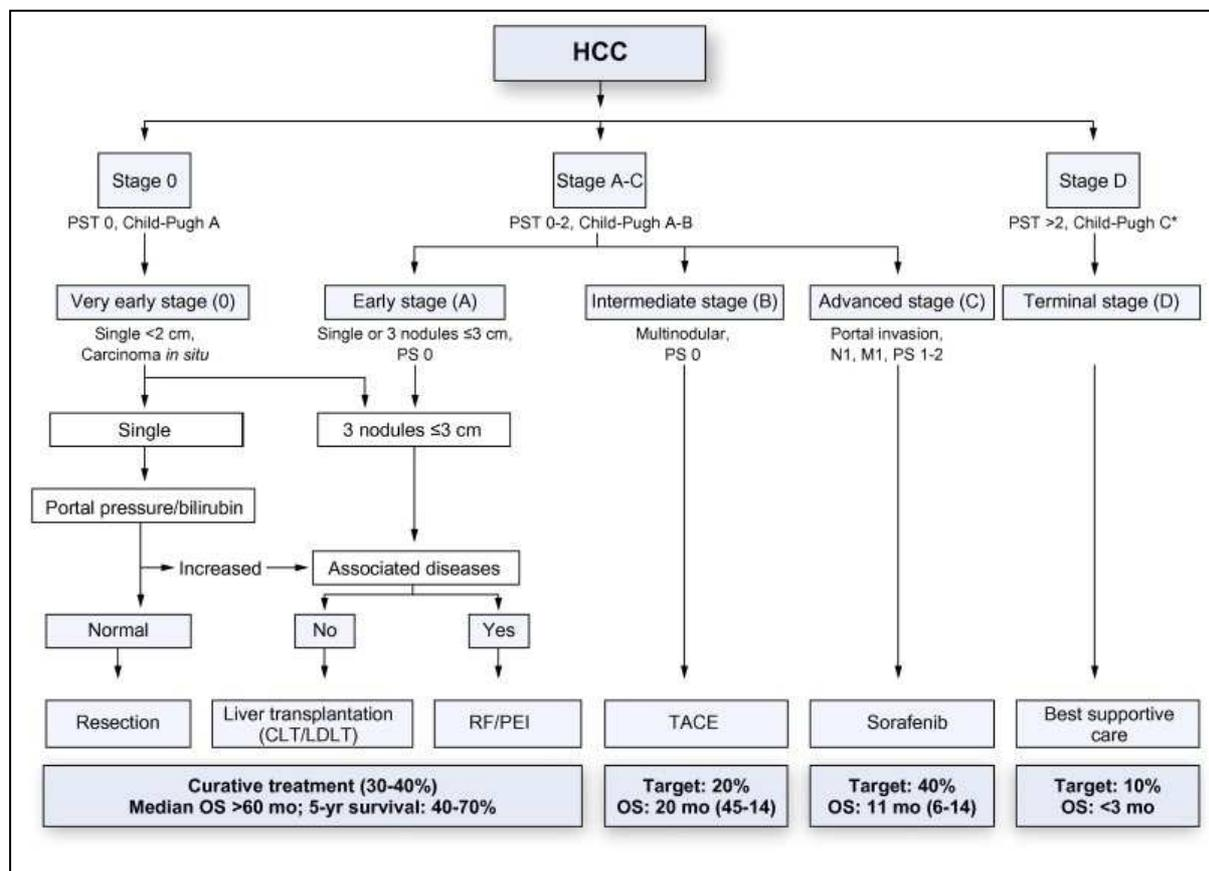 HCC
Stage 0
Stage A-C
Stage D
PST 0, Child-Pugh A
PST 0-2, Child-Pugh A-B
PST >2, Child-Pugh C*
Very early stage (0)
Early stage (A)
Intermediate stage (B)
Advanced stage (C)
Terminal stage (D)
Single <2 cm,
Carcinoma in situ
Single or 3 nodules ≤3 cm,
PS 0
Multinodular,
PS 0
Portal invasion,
N1, M1, PS 1-2
Single
3 nodules ≤3 cm
Portal pressure/bilirubin
Increased
Associated diseases
Normal
No
Yes
Resection
Liver transplantation
(CLT/LDLT)
RF/PEI
TACE
Sorafenib
Best supportive
care
Curative treatment (30-40%)
Median OS >60 mo; 5-yr survival: 40-70%
Target: 20%
OS: 20 mo (45-14)
Target: 40%
OS: 11 mo (6-14)
Target: 10%
OS: <3 mo